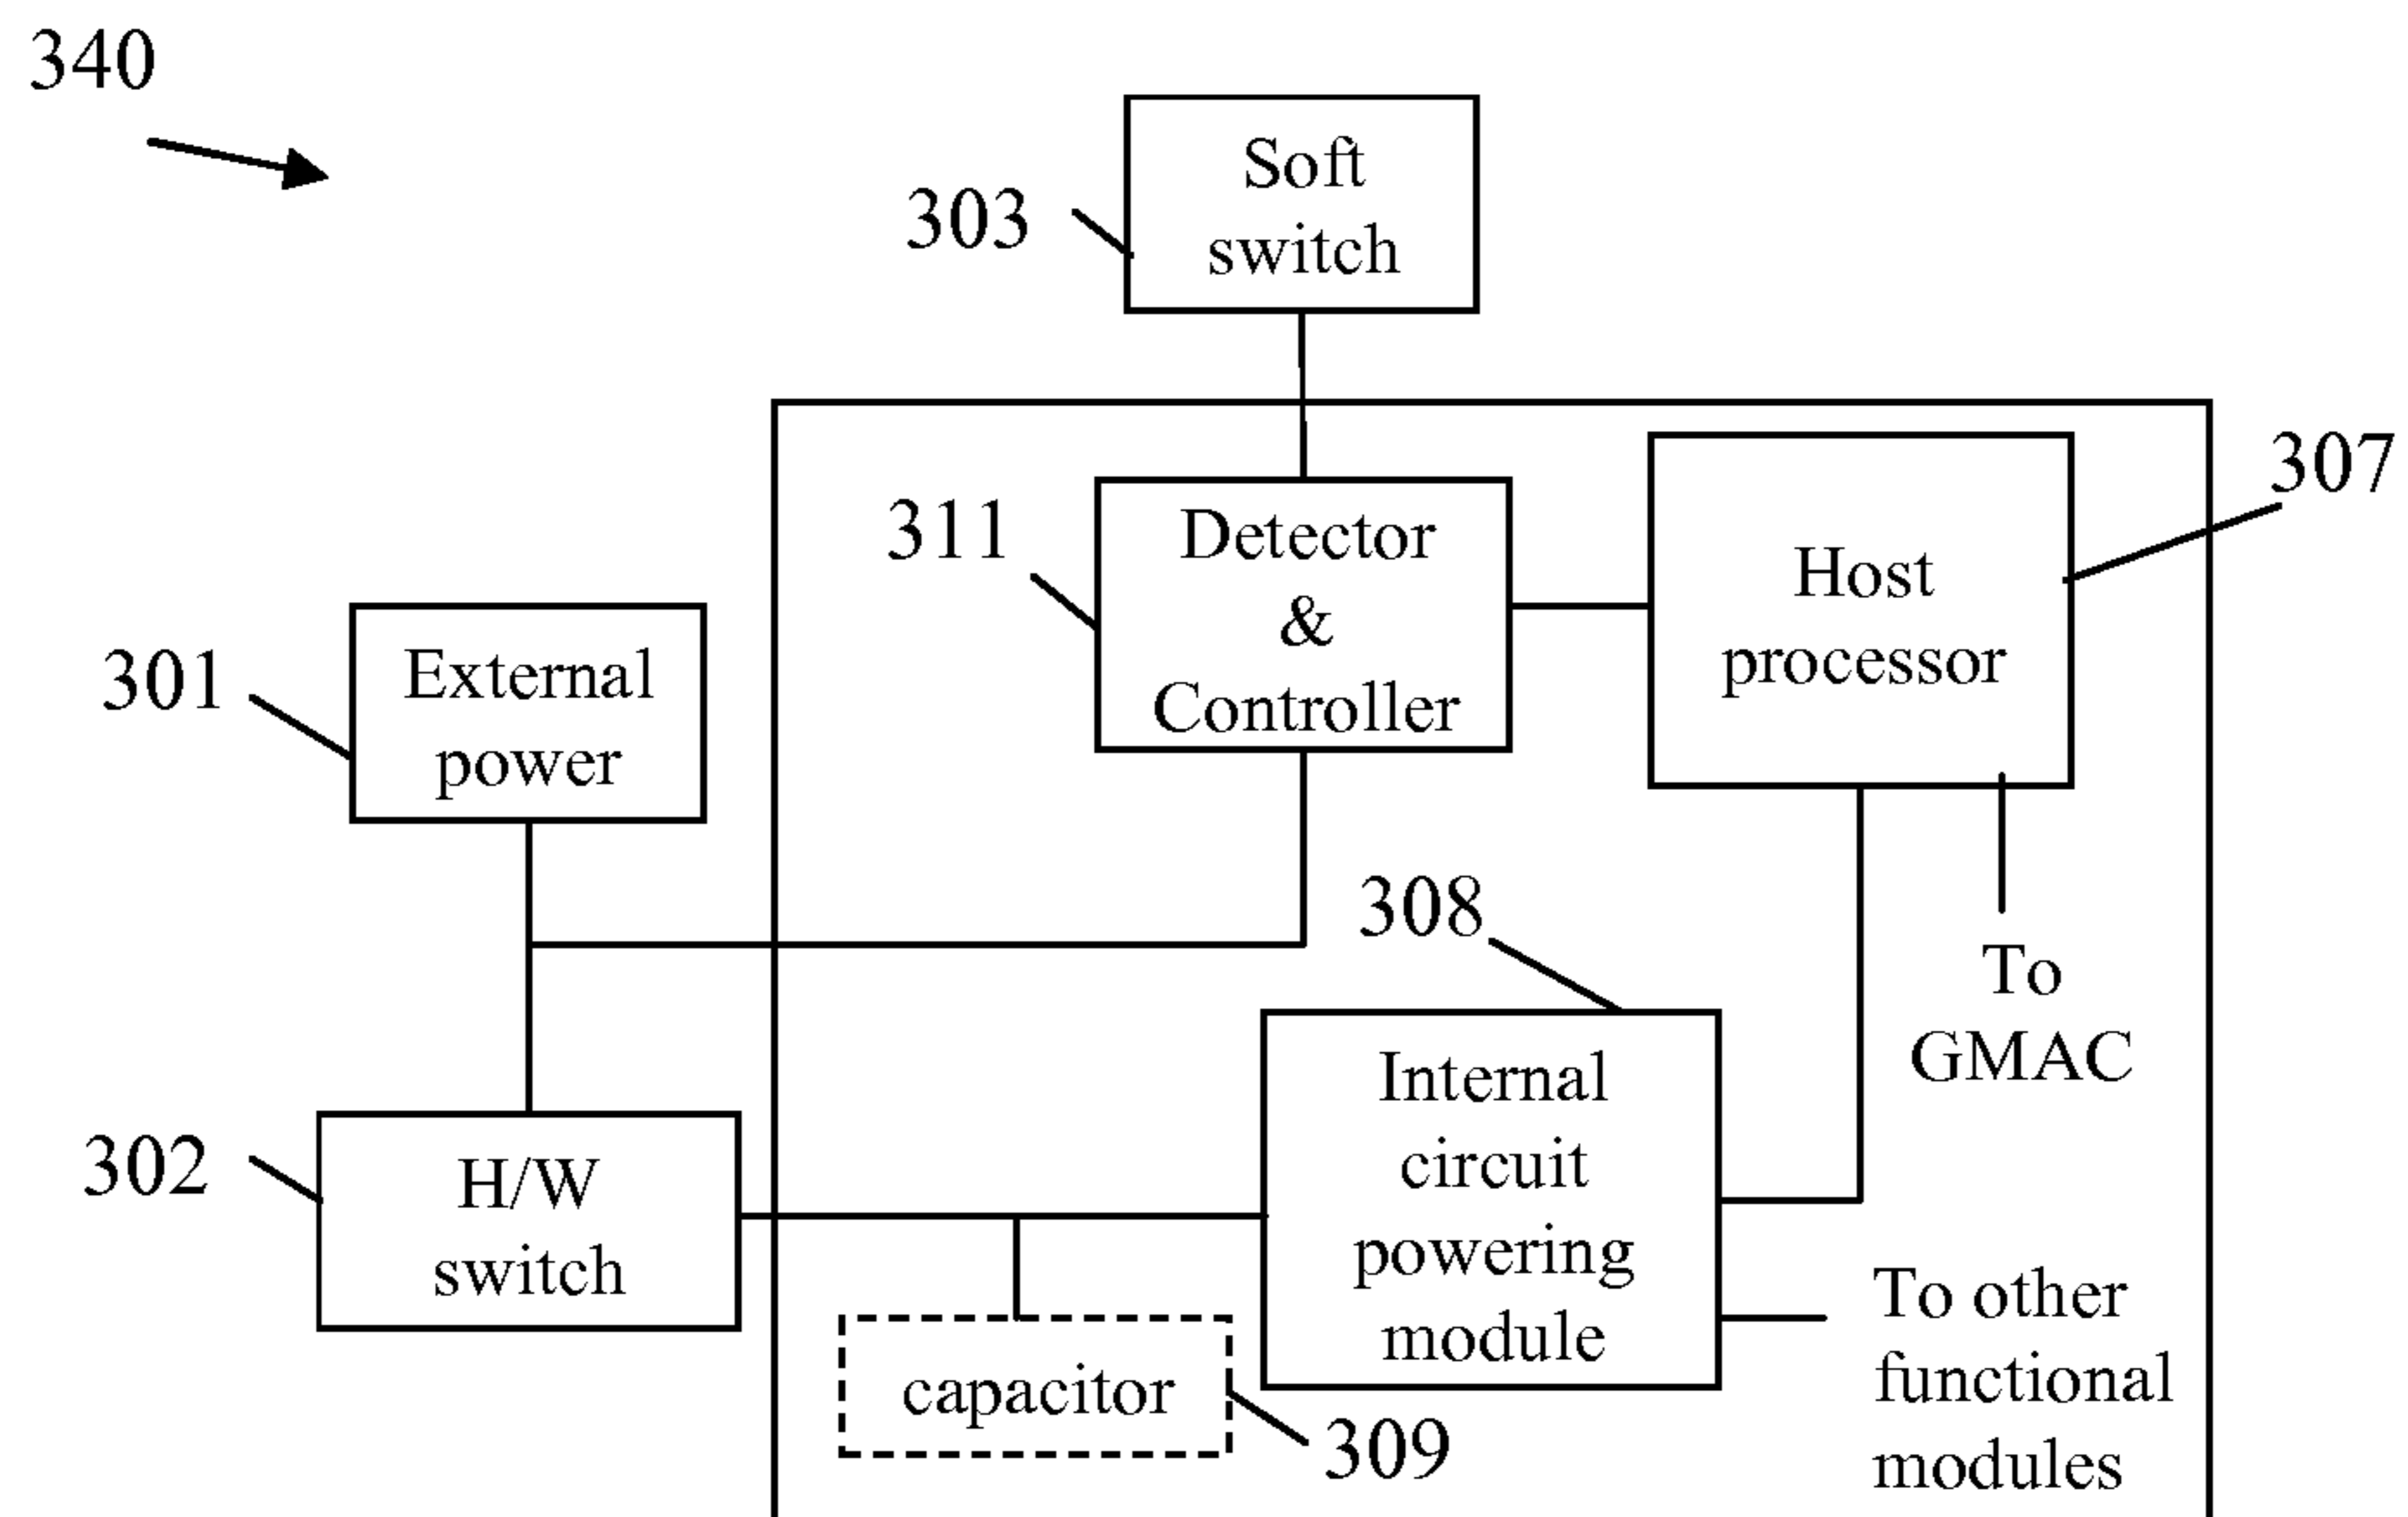 340
Soft
switch
303
311
Detector
&
Controller
Host
processor
307
301
External
power
308
To
GMAC
302
H/W
switch
Internal
circuit
powering
module
capacitor
309
To other
functional
modules